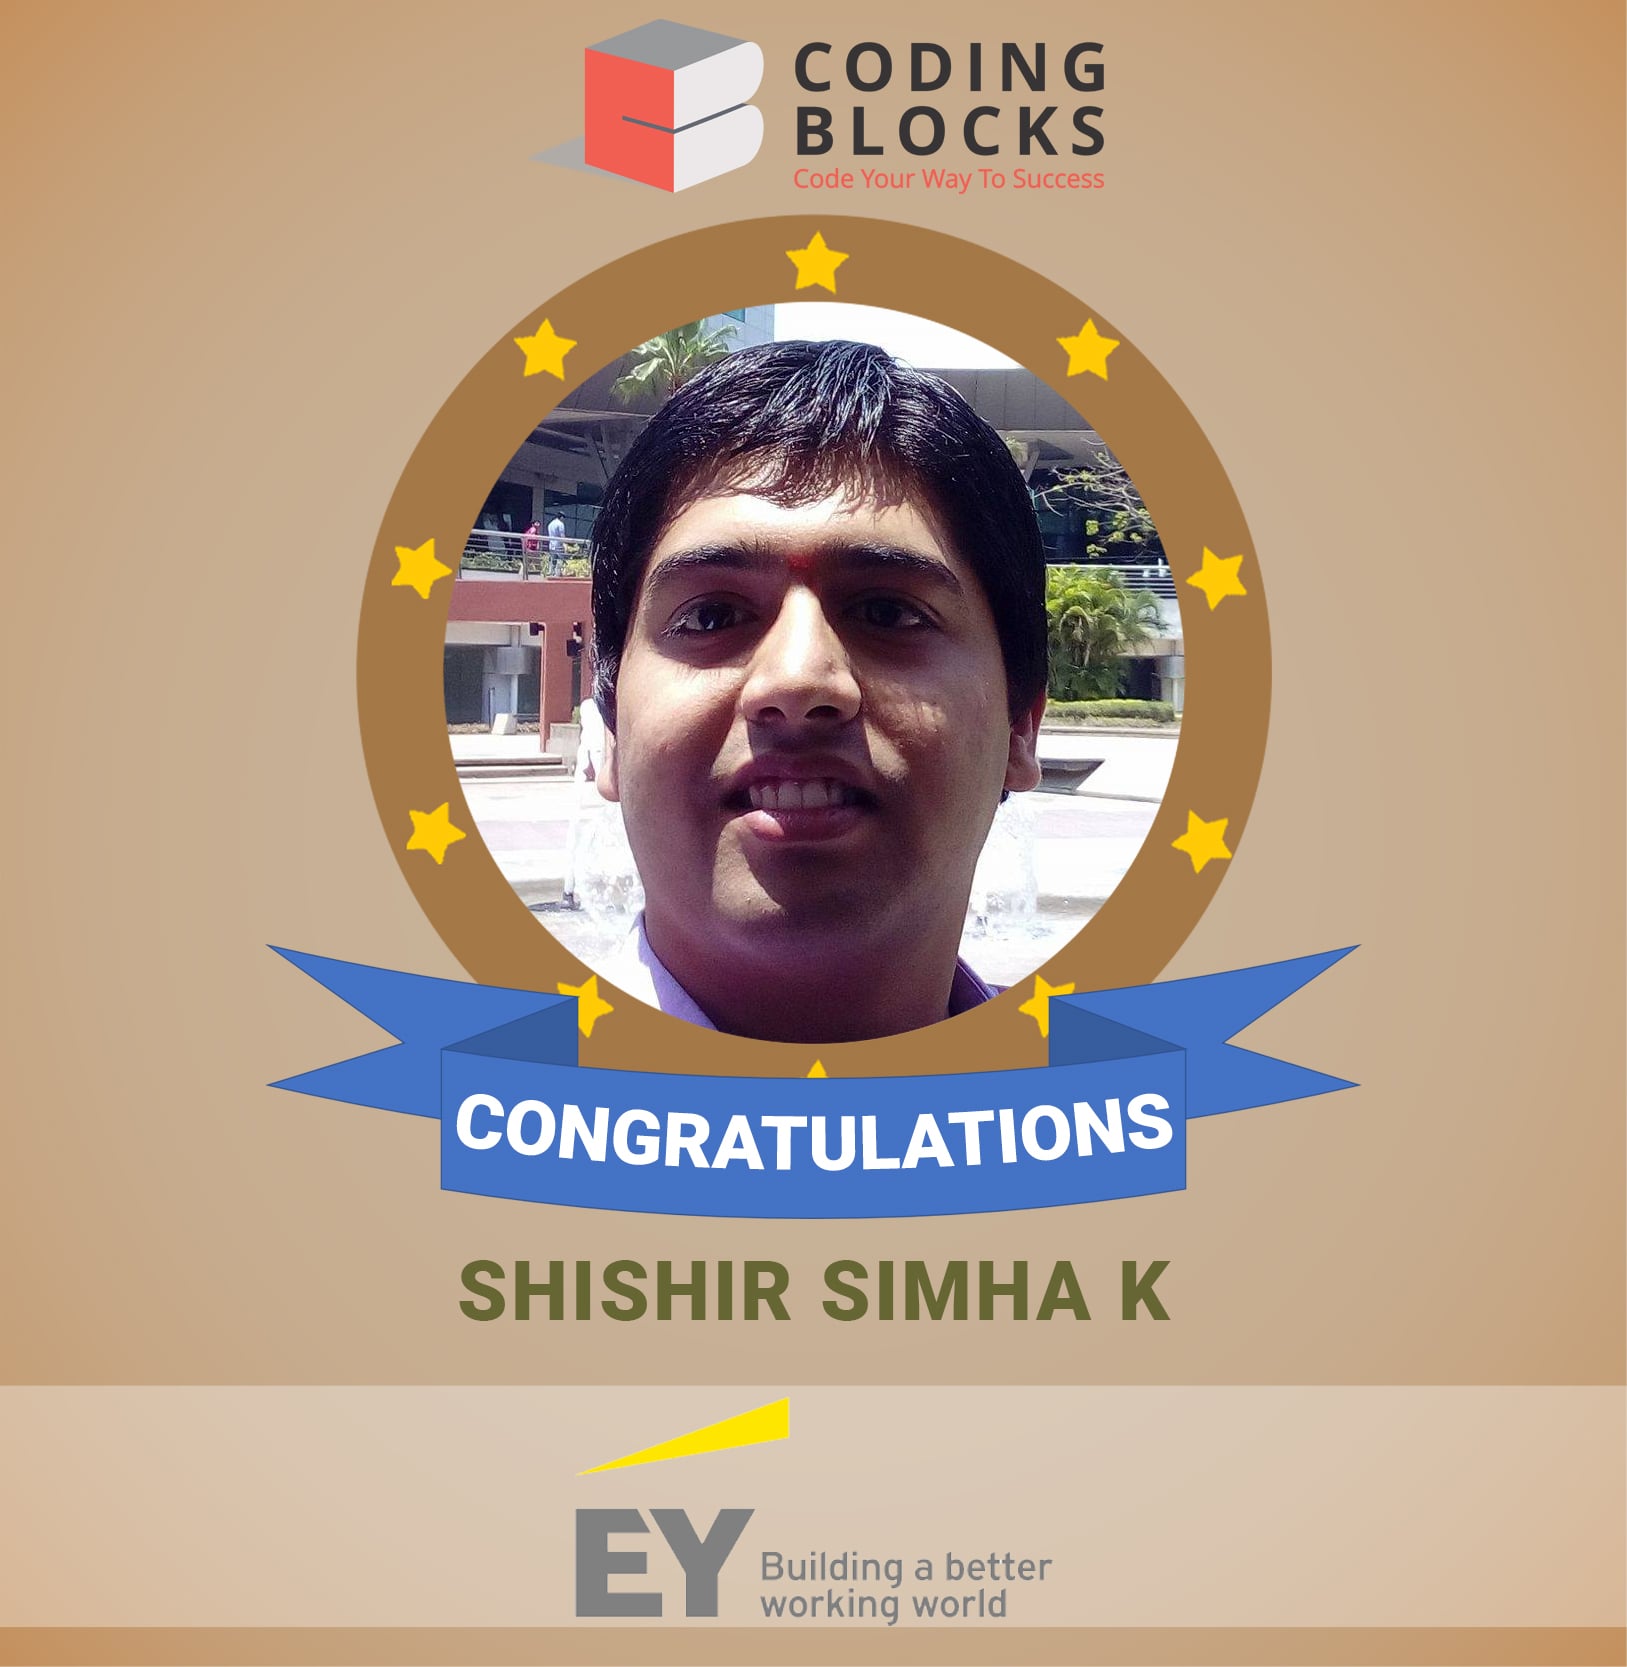 CODING
BLOCKS
Code Your Way To Success
CONGRATULATIONS
SHISHIR SIMHA K
EY
Building a better
working world